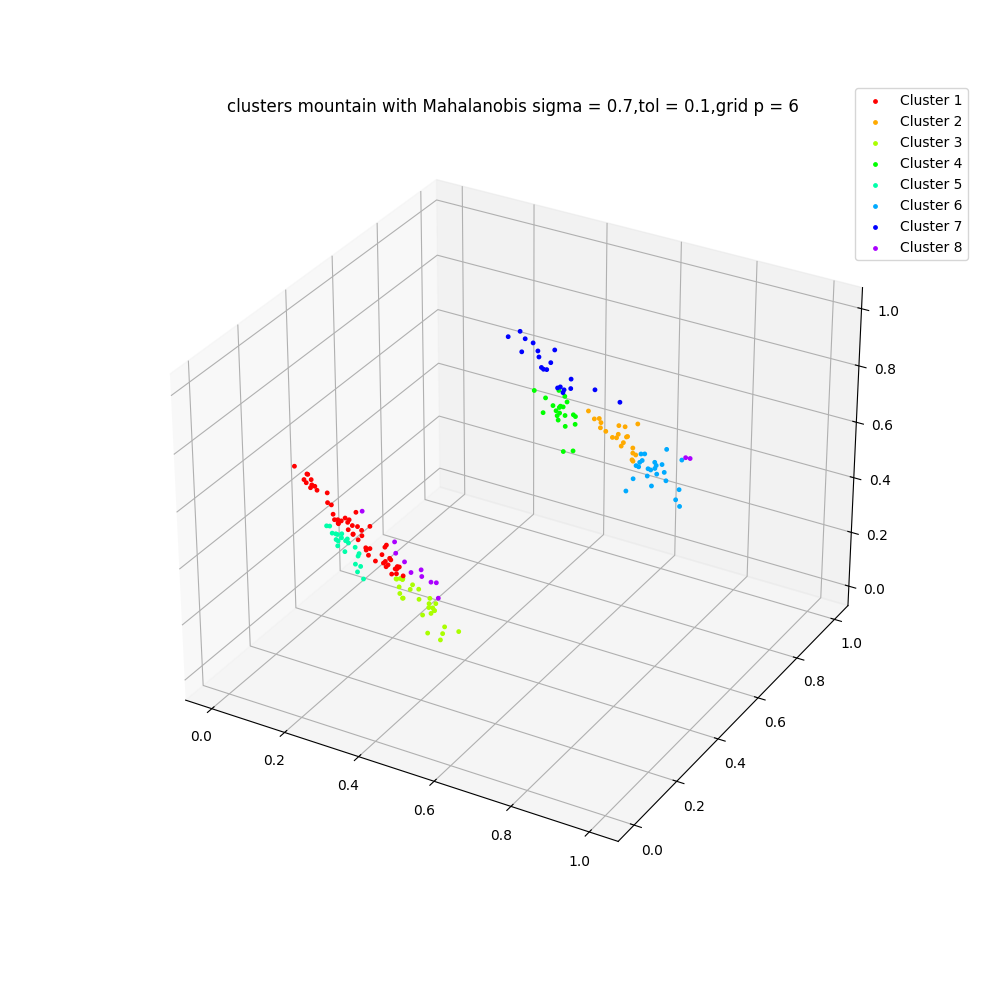 clusters mountain with Mahalanobis sigma = 0.7,tol = 0.1,grid p = 6
Cluster 1
Cluster 2
Cluster 3
Cluster 4
Cluster 5
Cluster 6
Cluster 7
Cluster 8
1.0
0.8
0.6
0.4
0.2
0.0
1.0
0.8
0.6
0.4
0.2
0.0
0.0
0.2
0.4
0.6
0.8
1.0